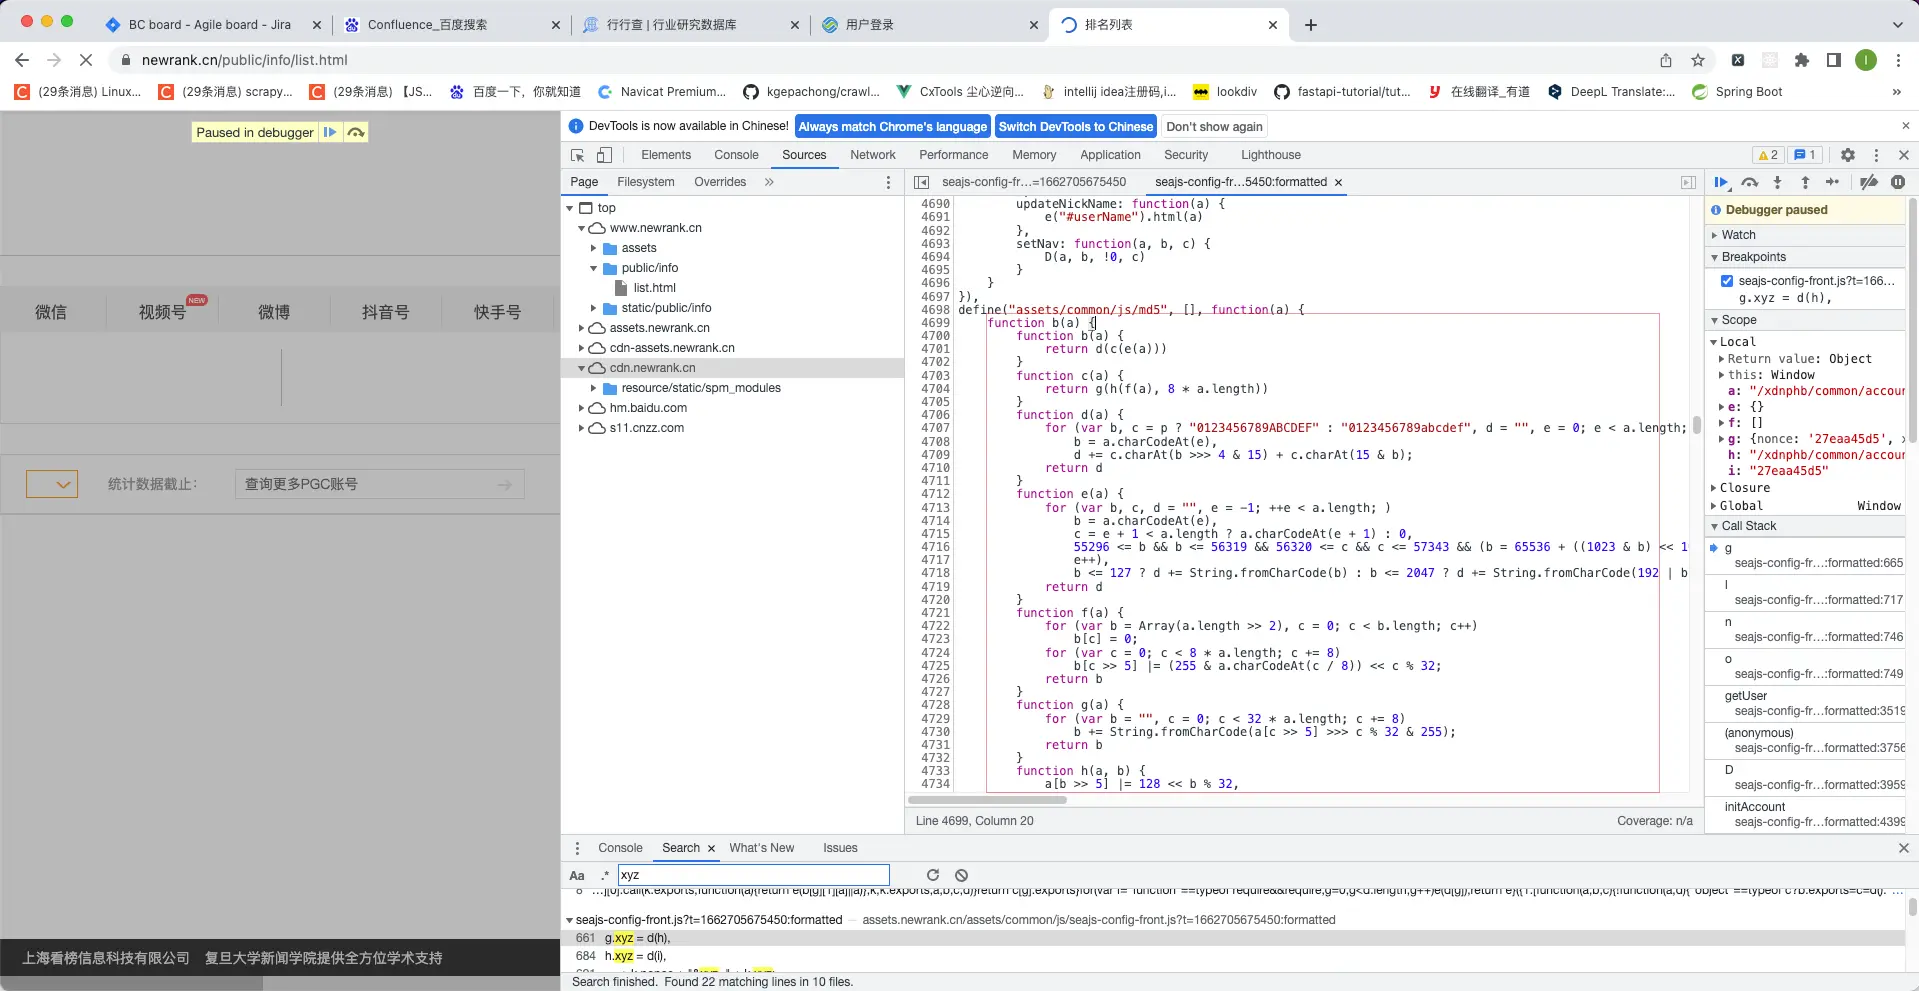 BC board - Agile board - Jira
Confluence_百度搜索
行行查 | 行业研究数据库
用户登录
排名列表
newrank.cn/public/info/list.html
(29条消息) Linux...
(29条消息) scrapy...
(29条消息) 【JS...
百度一下，你就知道
Navicat Premium...
kgepachong/crawl...
CxTools 尘心逆向...
intellij idea注册码,i...
lookdiv
fastapi-tutorial/tut...
在线翻译_有道
DeepL Translate:...
Spring Boot
»
Paused in debugger
微信
视频号
NEW
微博
抖音号
快手号
统计数据截止：
查询更多PGC账号
上海看榜信息科技有限公司 复旦大学新闻学院提供全方位学术支持
DevTools is now available in Chinese!
Always match Chrome's language
Switch DevTools to Chinese
Don't show again
Elements
Console
Sources
Network
Performance
Memory
Application
Security
Lighthouse
2
1
Page
Filesystem
Overrides
»
top
www.newrank.cn
assets
public/info
list.html
static/public/info
assets.newrank.cn
cdn-assets.newrank.cn
cdn.newrank.cn
resource/static/spm_modules
hm.baidu.com
s11.cnzz.com
seajs-config-fr...=1662705675450
seajs-config-fr...5450:formatted
4690 updateNickName: function(a) {
4691 e("#userName").html(a)
4692 },
4693 setNav: function(a, b, c) {
4694 D(a, b, !0, c)
4695 }
4696 }
4697 }),
4698 define("assets/common/js/md5", [], function(a) {
4699 function b(a) {
4700 function b(a) {
4701 return d(c(e(a)))
4702 }
4703 function c(a) {
4704 return g(h(f(a), 8 * a.length))
4705 }
4706 function d(a) {
4707 for (var b, c = p ? "0123456789ABCDEF" : "0123456789abcdef", d = "", e = 0; e < a.length;
4708 b = a.charCodeAt(e),
4709 d += c.charAt(b >>> 4 & 15) + c.charAt(15 & b);
4710 return d
4711 }
4712 function e(a) {
4713 for (var b, c, d = "", e = -1; ++e < a.length; )
4714 b = a.charCodeAt(e),
4715 c = e + 1 < a.length ? a.charCodeAt(e + 1) : 0,
4716 55296 <= b && b <= 56319 && 56320 <= c && c <= 57343 && (b = 65536 + ((1023 & b) << 1
4717 e++),
4718 b <= 127 ? d += String.fromCharCode(b) : b <= 2047 ? d += String.fromCharCode(192 | b
4719 return d
4720 }
4721 function f(a) {
4722 for (var b = Array(a.length >> 2), c = 0; c < b.length; c++)
4723 b[c] = 0;
4724 for (var c = 0; c < 8 * a.length; c += 8)
4725 b[c >> 5] |= (255 & a.charCodeAt(c / 8)) << c % 32;
4726 return b
4727 }
4728 function g(a) {
4729 for (var b = "", c = 0; c < 32 * a.length; c += 8)
4730 b += String.fromCharCode(a[c >> 5] >>> c % 32 & 255);
4731 return b
4732 }
4733 function h(a, b) {
4734 a[b >> 5] |= 128 << b % 32,
Line 4699, Column 20
Coverage: n/a
Debugger paused
Watch
Breakpoints
seajs-config-front.js?t=166...
g.xyz = d(h),
Scope
Local
Return value: Object
this: Window
a: "/xdnphb/common/accour
e: {}
f: []
g: {nonce: '27eaa45d5',
h: "/xdnphb/common/accour
i: "27eaa45d5"
Closure
Global
Window
Call Stack
g
seajs-config-fr...:formatted:665
l
seajs-config-fr...:formatted:717
n
seajs-config-fr...:formatted:746
o
seajs-config-fr...:formatted:749
getUser
seajs-config-fr...formatted:3519
(anonymous)
seajs-config-fr...formatted:3756
D
seajs-config-fr...formatted:3959
initAccount
seajs-config-fr...formatted:4399
Console
Search
What's New
Issues
Aa
.*
xyz
seajs-config-front.js?t=1662705675450:formatted — assets.newrank.cn/assets/common/js/seajs-config-front.js?t=1662705675450:formatted
661 g.xyz = d(h),
684 h.xyz = d(i),
Search finished. Found 22 matching lines in 10 files.